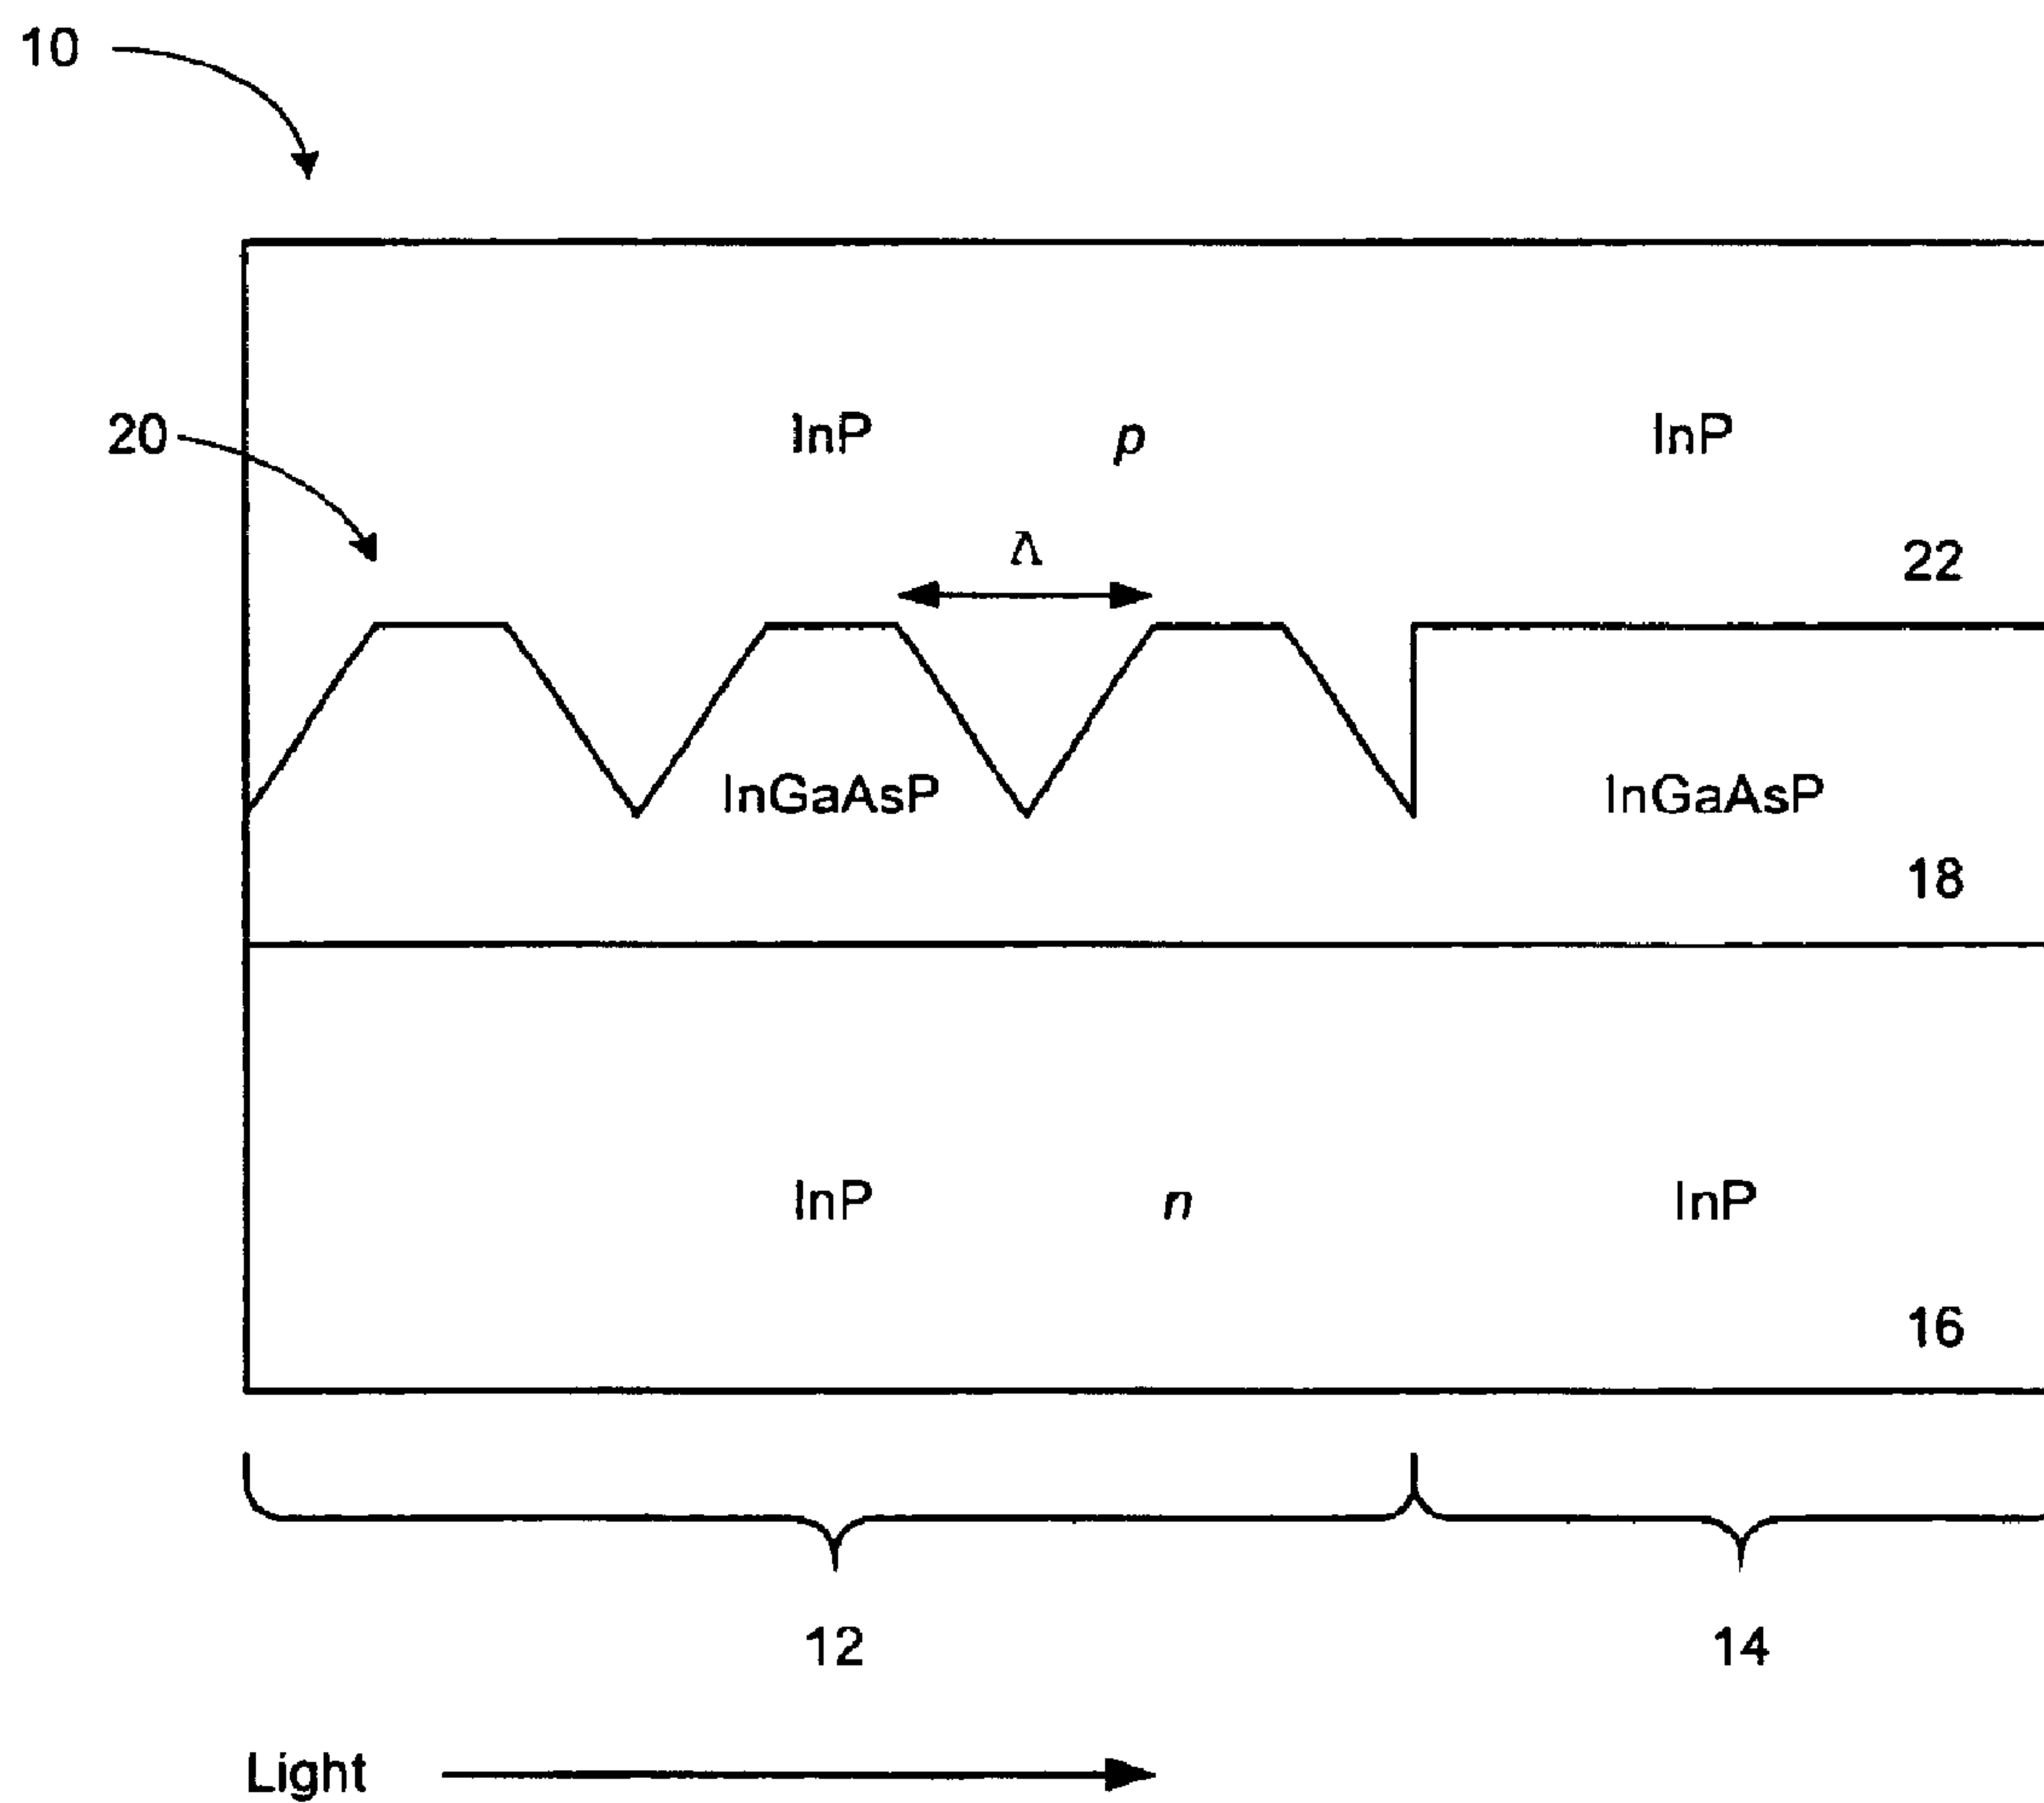 10
20
InP p InP
Λ
22
InGaAsP InGaAsP
18
InP n InP
16
12 14
Light